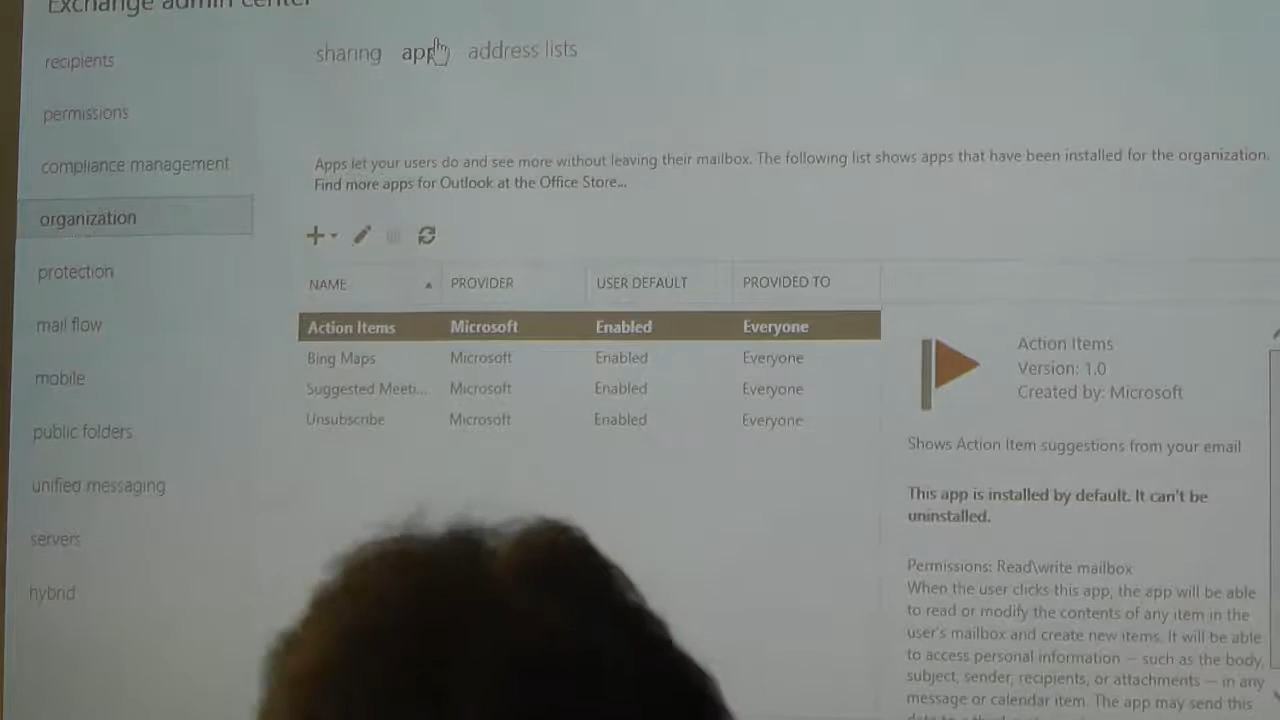 Exchange admin center
recipients
permissions
compliance management
organization
protection
mail flow
mobile
public folders
unified messaging
servers
hybrid
sharing apps address lists
Apps let your users do and see more without leaving their mailbox. The following list shows apps that have been installed for the organization.
Find more apps for Outlook at the Office Store...
NAME PROVIDER USER DEFAULT PROVIDED TO
Action Items Microsoft Enabled Everyone
Bing Maps Microsoft Enabled Everyone
Suggested Meeti... Microsoft Enabled Everyone
Unsubscribe Microsoft Enabled Everyone
Action Items
Version: 1.0
Created by: Microsoft
Shows Action Item suggestions from your email
This app is installed by default. It can't be
uninstalled.
Permissions: Read\write mailbox
When the user clicks this app, the app will be able
to read or modify the contents of any item in the
user's mailbox and create new items. It will be able
to access personal information — such as the body,
subject, sender, recipients, or attachments — in any
message or calendar item. The app may send this